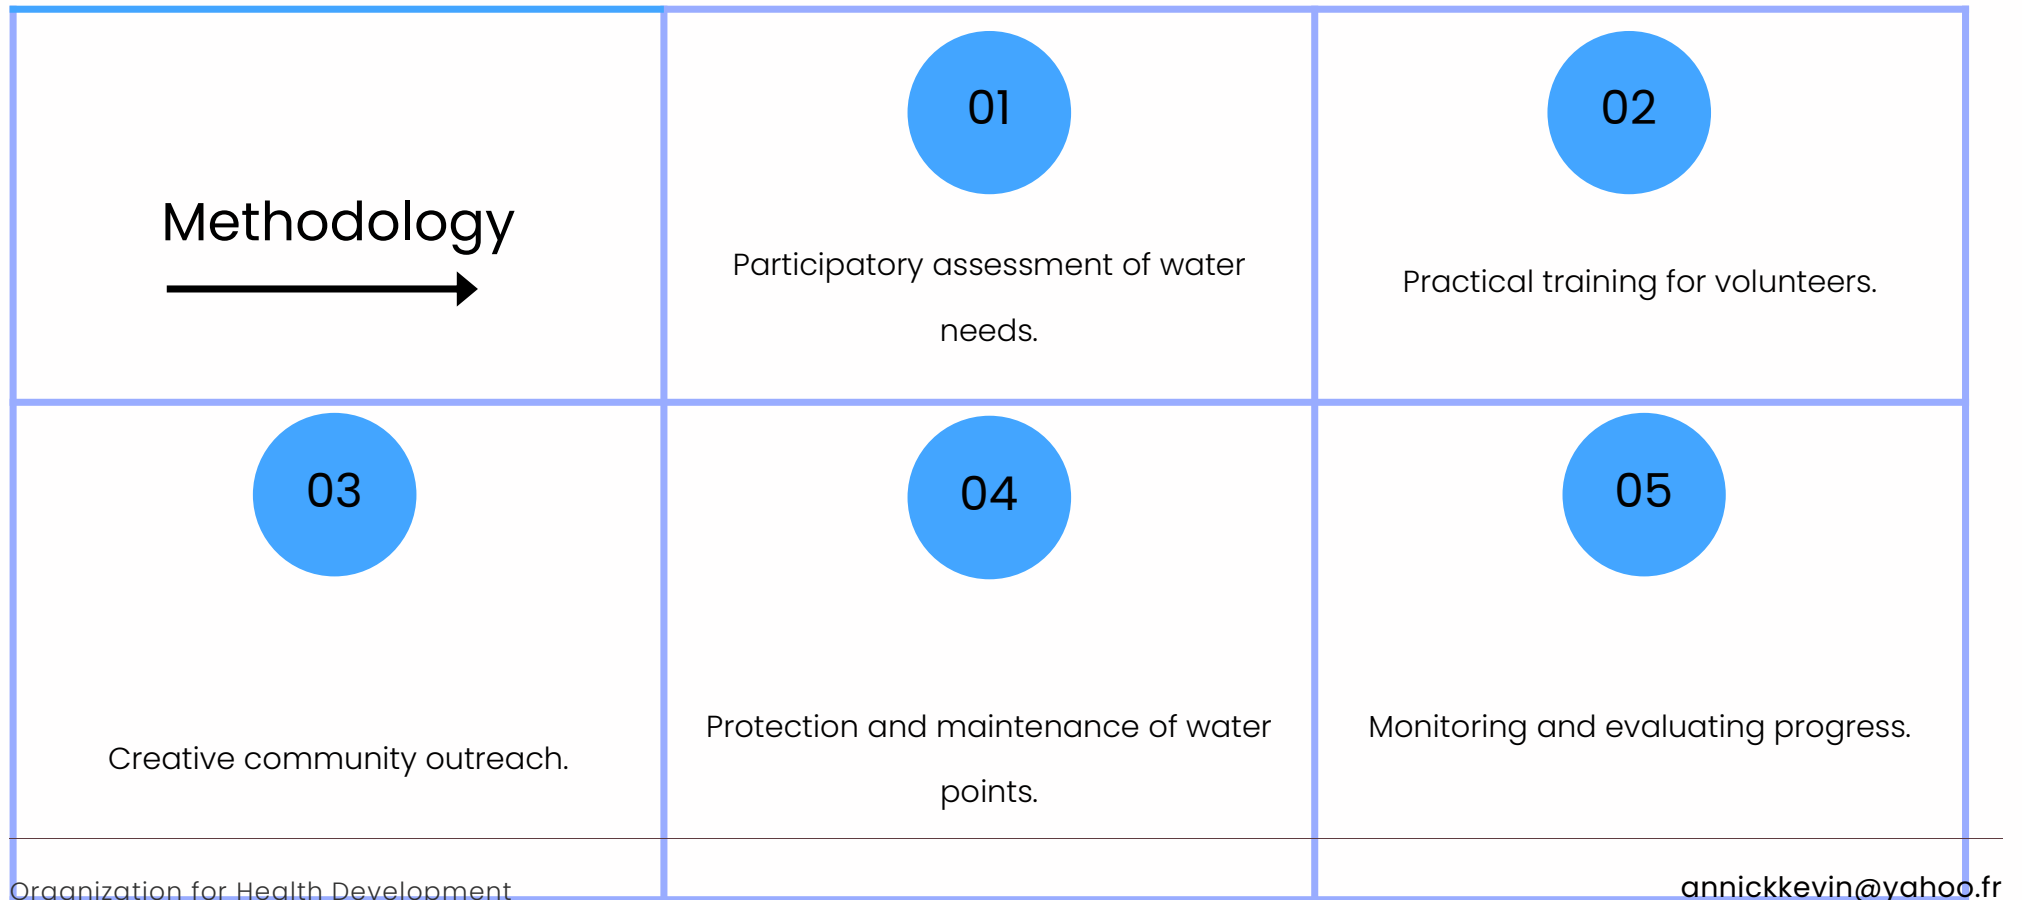 Methodology
01
Participatory assessment of water
needs.
02
Practical training for volunteers.
03
Creative community outreach.
04
Protection and maintenance of water
points.
05
Monitoring and evaluating progress.
Organization for Health Development
annickkevin@yahoo.fr